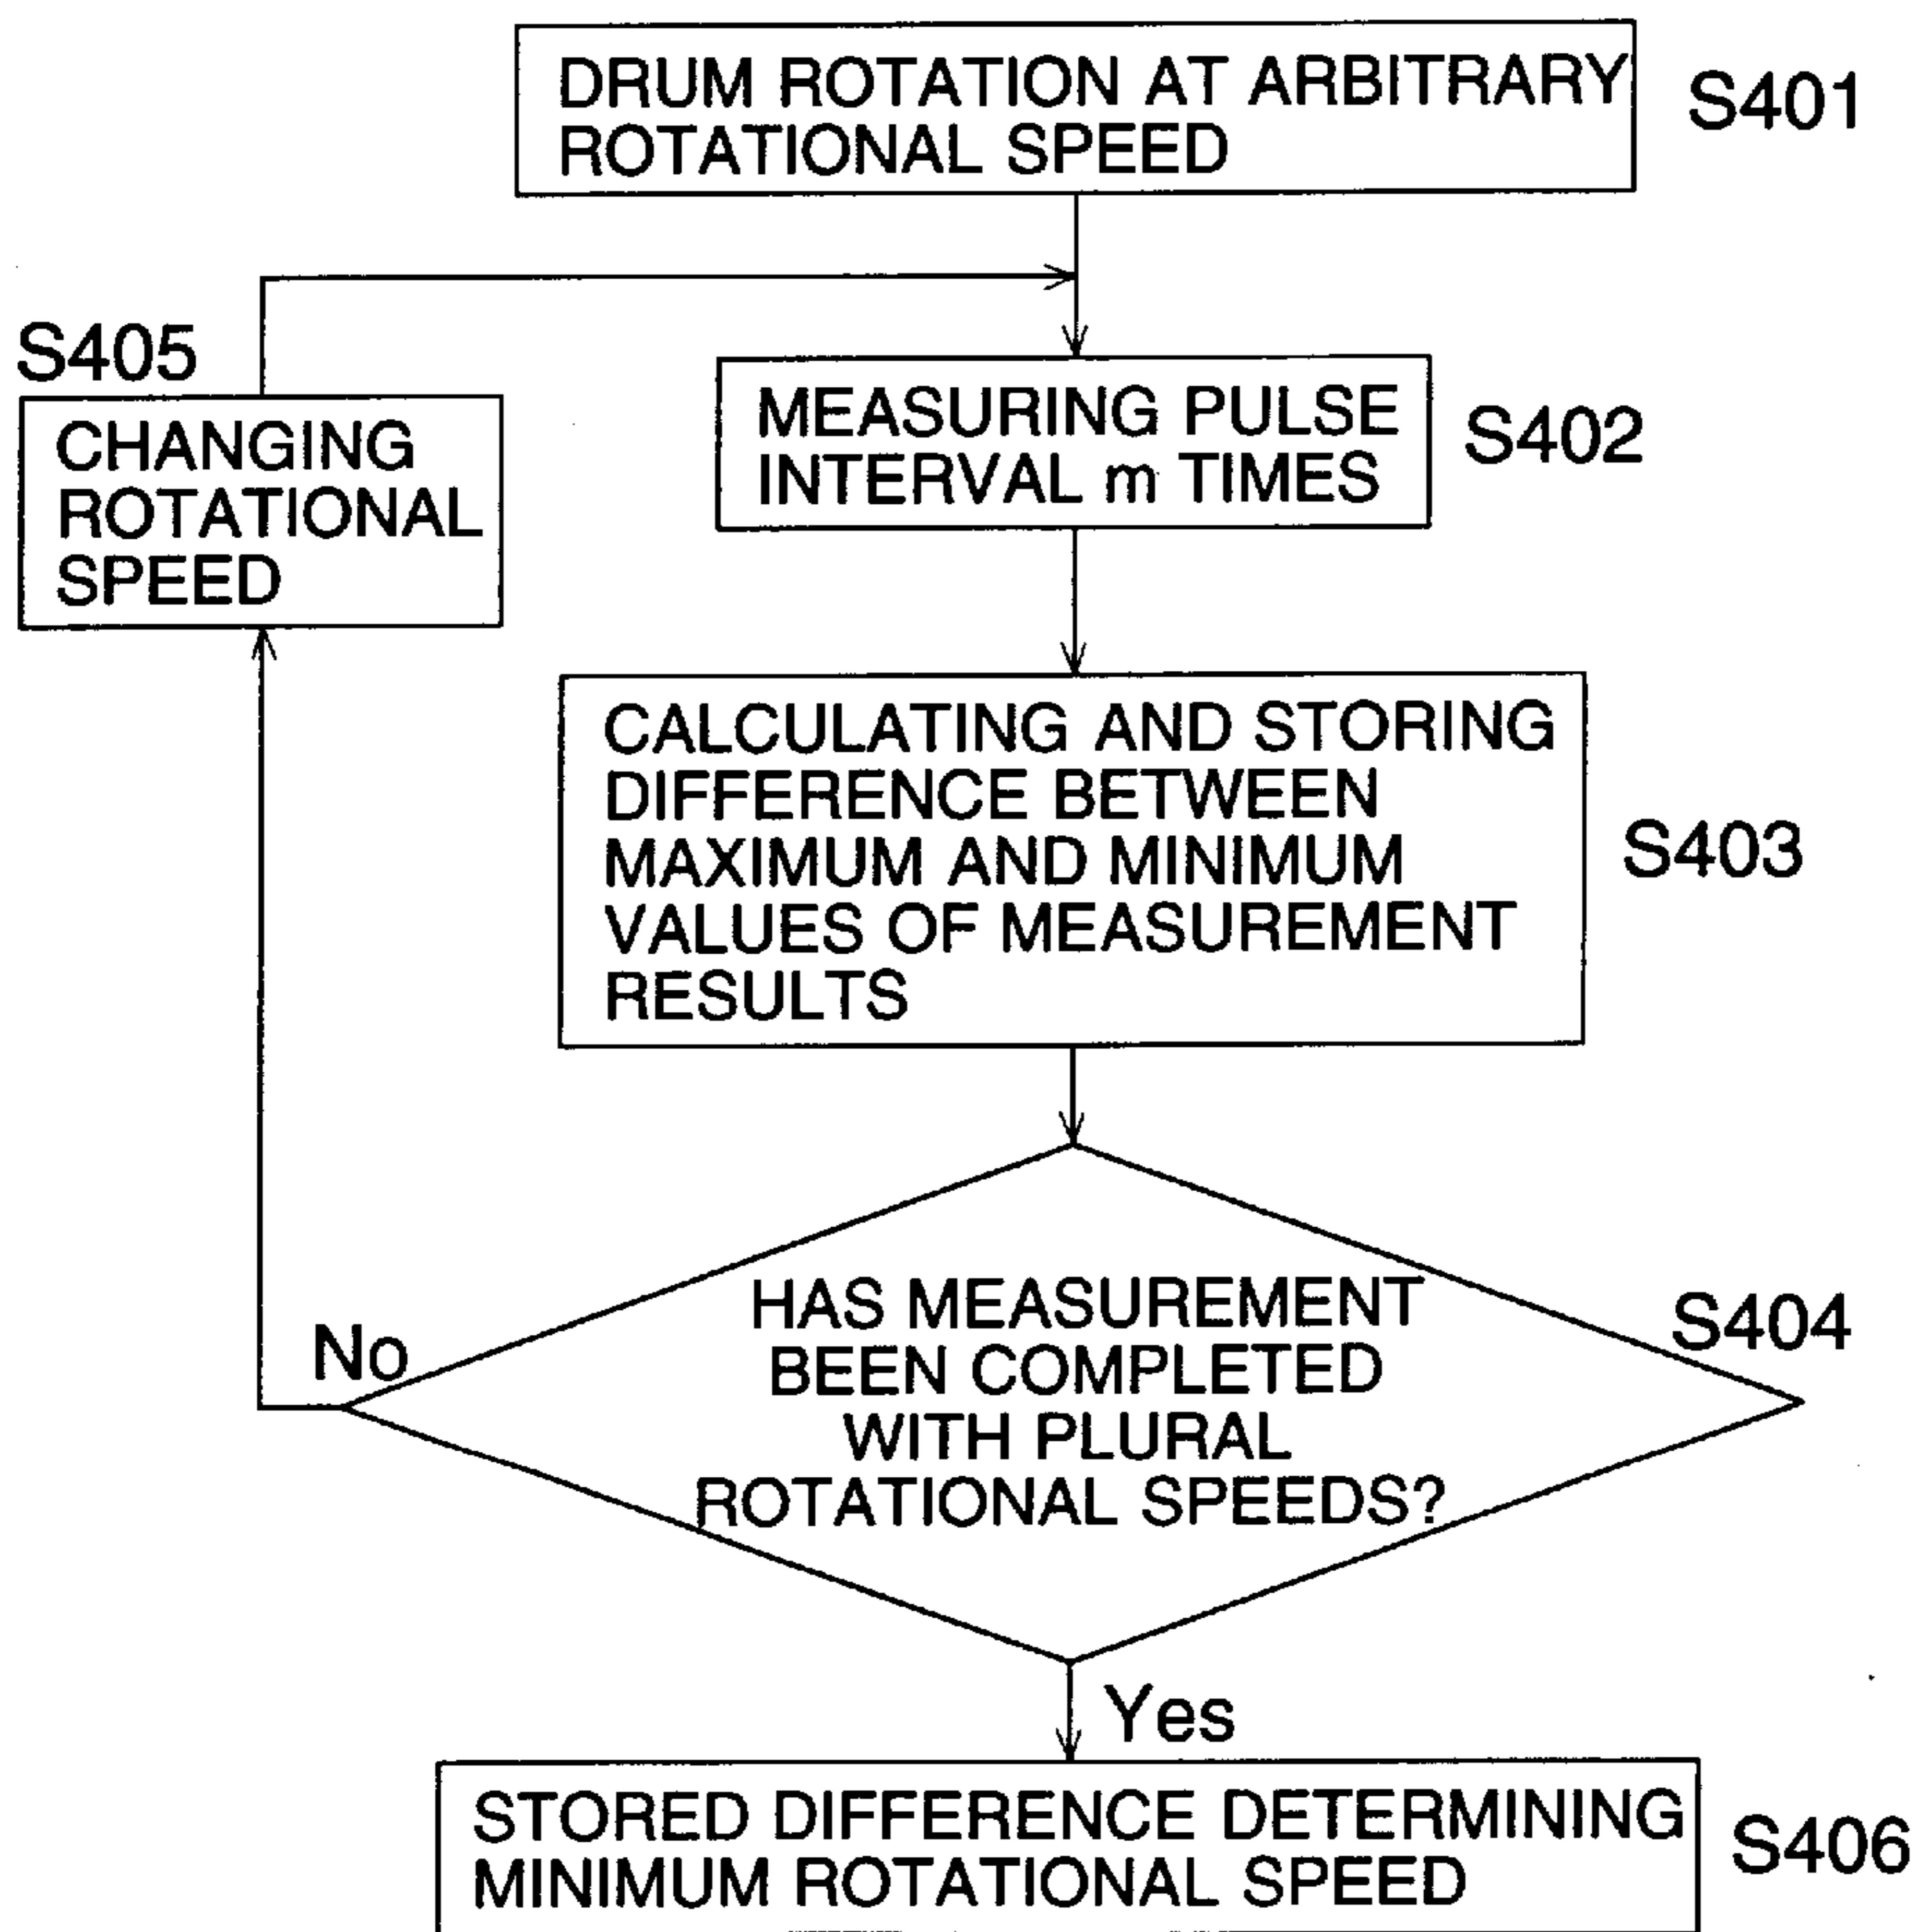 DRUM ROTATION AT ARBITRARY
ROTATIONAL SPEED
S401
S405
CHANGING
ROTATIONAL
SPEED
MEASURING PULSE
INTERVAL m TIMES
S402
CALCULATING AND STORING
DIFFERENCE BETWEEN
MAXIMUM AND MINIMUM
VALUES OF MEASUREMENT
RESULTS
S403
HAS MEASUREMENT
BEEN COMPLETED
WITH PLURAL
ROTATIONAL SPEEDS?
S404
No
Yes
STORED DIFFERENCE DETERMINING
MINIMUM ROTATIONAL SPEED
S406